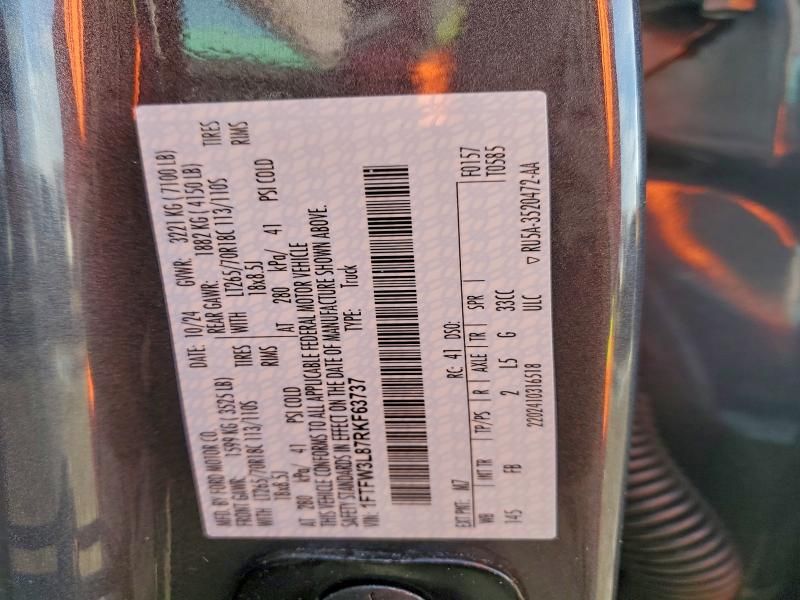 MFD. BY FORD MOTOR CO. DATE: 10/24 GVWR: 3221 KG (7100 LB)
FRONT GAWR: 1599 KG (3525 LB) REAR GAWR: 1882 KG (4150 LB)
WITH LT265/70R18C 113/110S TIRES WITH LT265/70R18C 113/110S TIRES
18x8.5J RIMS 18x8.5J RIMS
AT 280 kPa/ 41 PSI COLD AT 280 kPa/ 41 PSI COLD
THIS VEHICLE CONFORMS TO ALL APPLICABLE FEDERAL MOTOR VEHICLE
SAFETY STANDARDS IN EFFECT ON THE DATE OF MANUFACTURE SHOWN ABOVE.
VIN: 1FTFW3L87RKF63737 TYPE: Truck
F0157
T0585
EXT PNT: MZ RC: 41 DSO:
WB INT TR TP/PS R AXLE TR SPR
145 FB 2 L5 G 33CC
2202410316518 ULC ▽ RU5A-3520472-AA